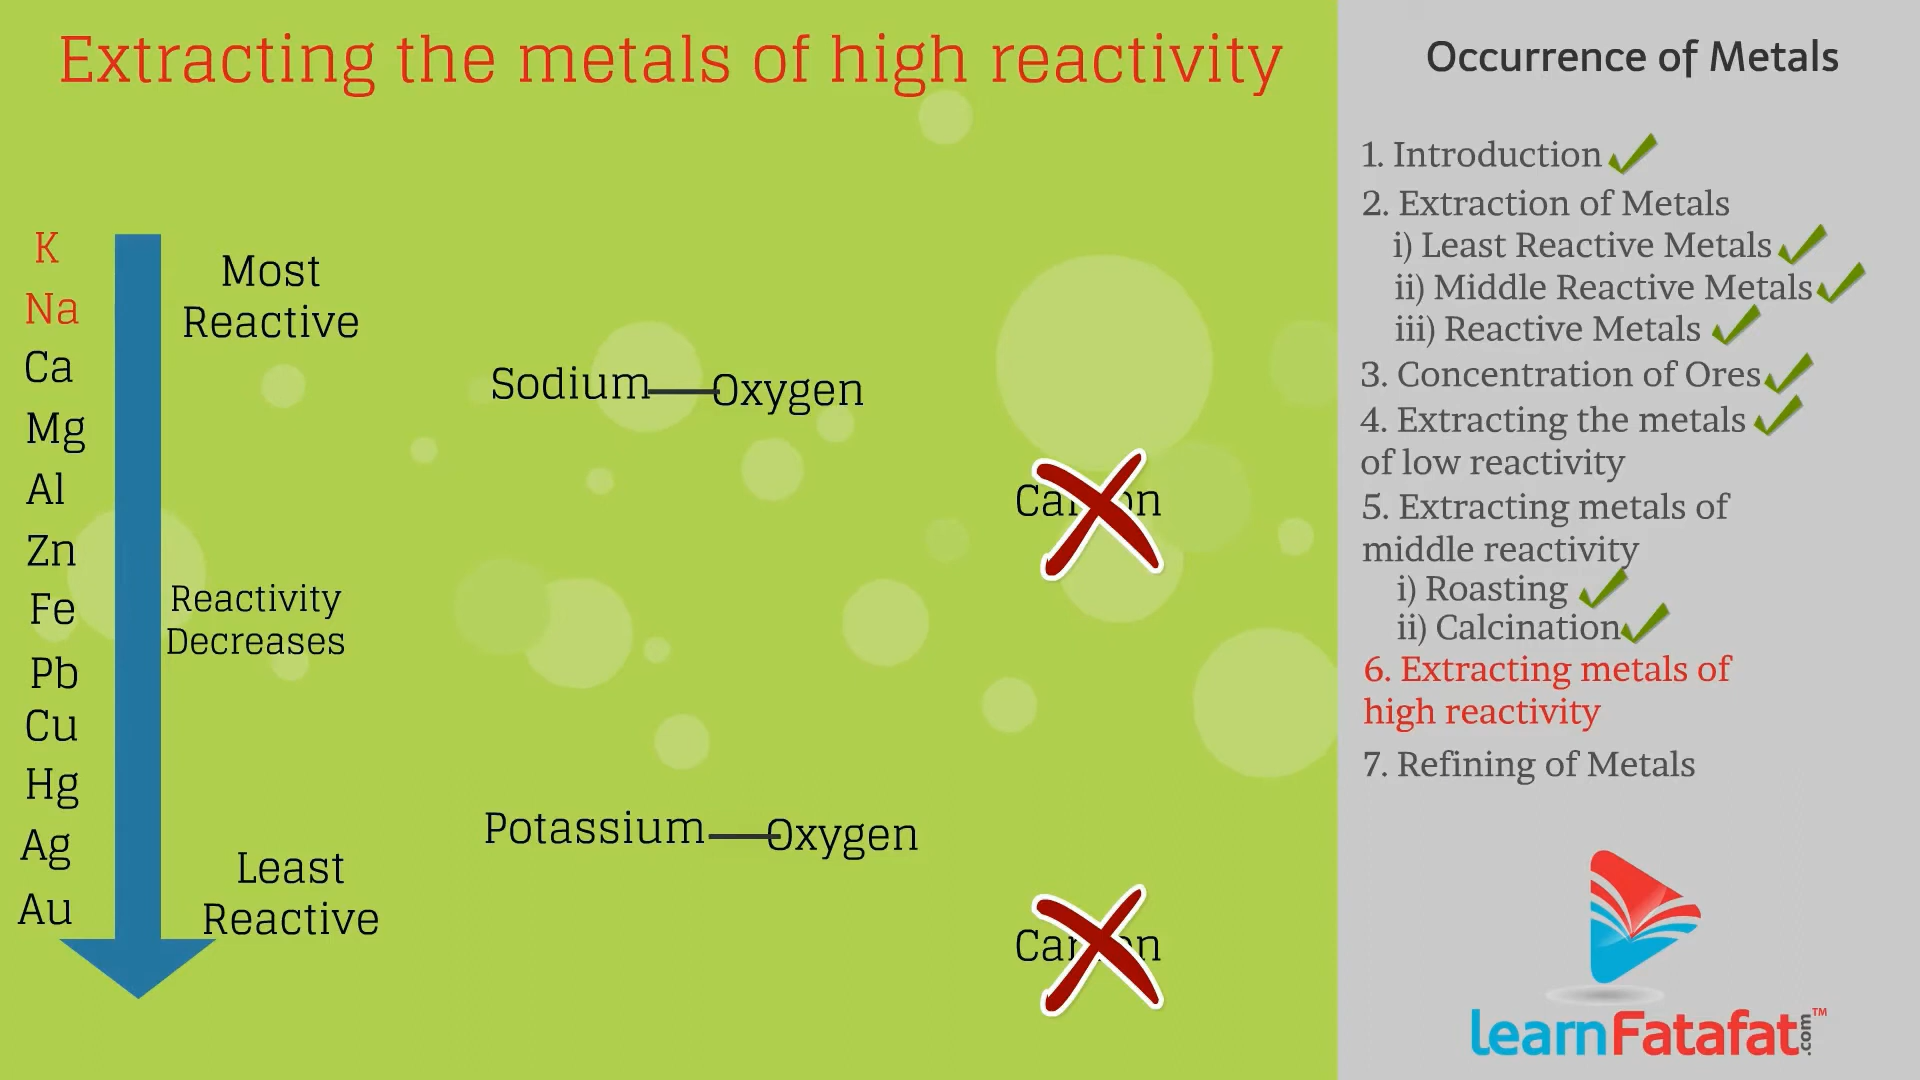 Extracting the metals of high reactivity
K
Na
Ca
Mg
Al
Zn
Fe
Pb
Cu
Hg
Ag
Au
Most
Reactive
Reactivity
Decreases
Least
Reactive
Sodium—Oxygen
Potassium—Oxygen
Occurrence of Metals
1. Introduction
2. Extraction of Metals
i) Least Reactive Metals
ii) Middle Reactive Metals
iii) Reactive Metals
3. Concentration of Ores
4. Extracting the metals
of low reactivity
5. Extracting metals of
middle reactivity
i) Roasting
ii) Calcination
6. Extracting metals of
high reactivity
7. Refining of Metals
learnFatafat.com™